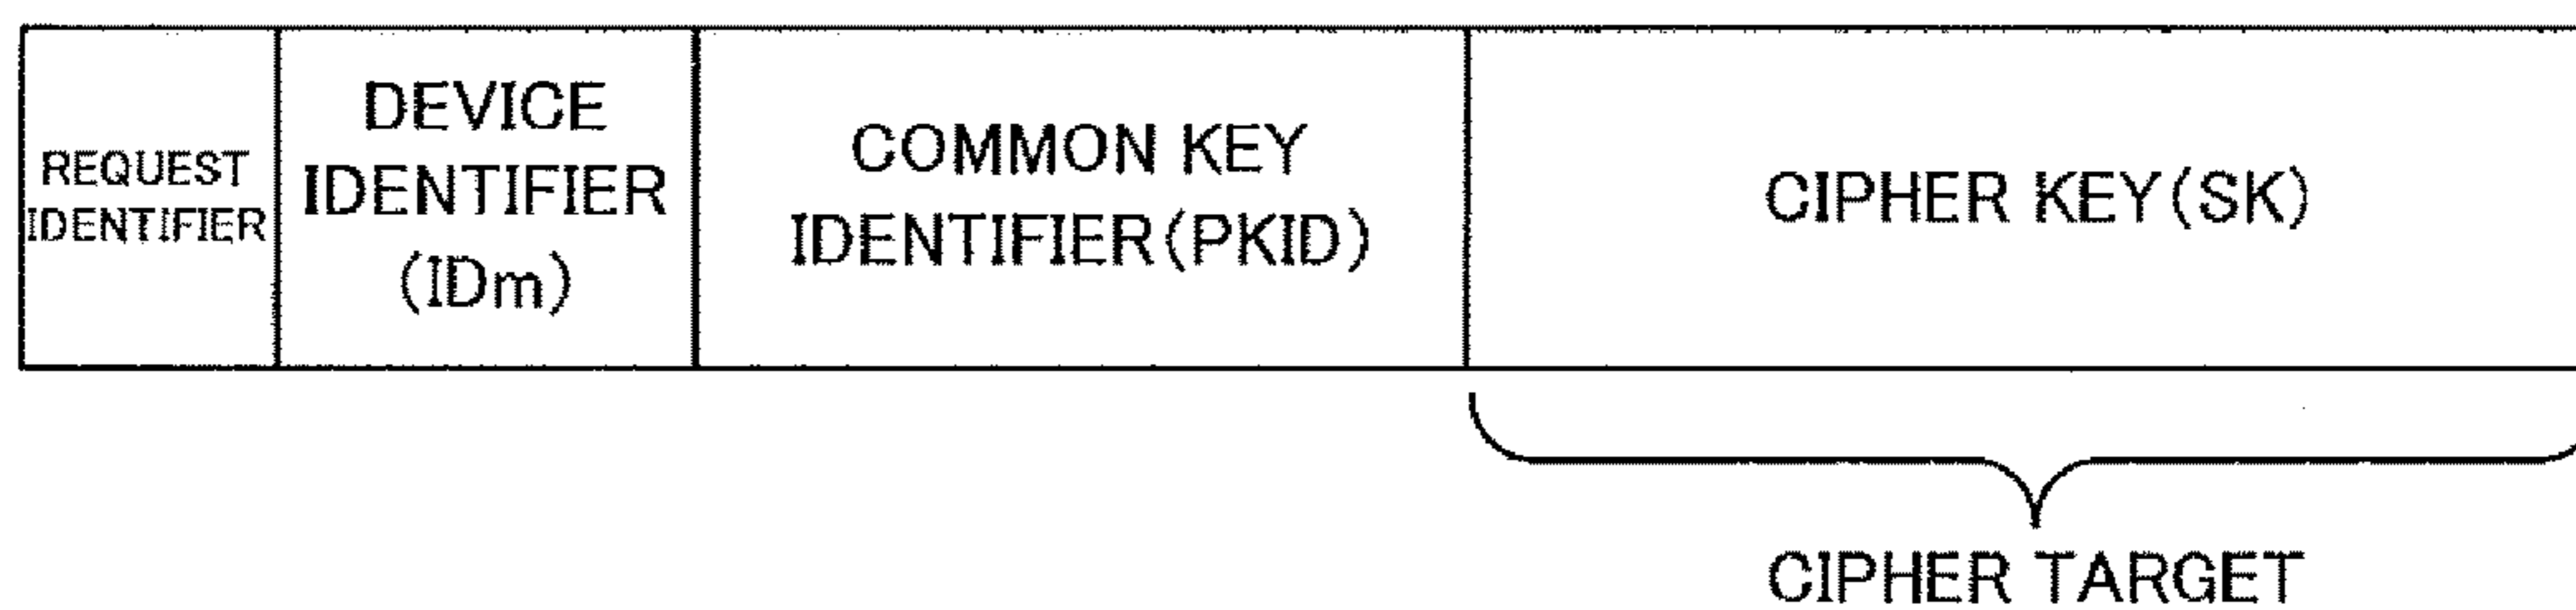 REQUEST
IDENTIFIER
DEVICE
IDENTIFIER
(IDm)
COMMON KEY
IDENTIFIER(PKID)
CIPHER KEY(SK)
CIPHER TARGET